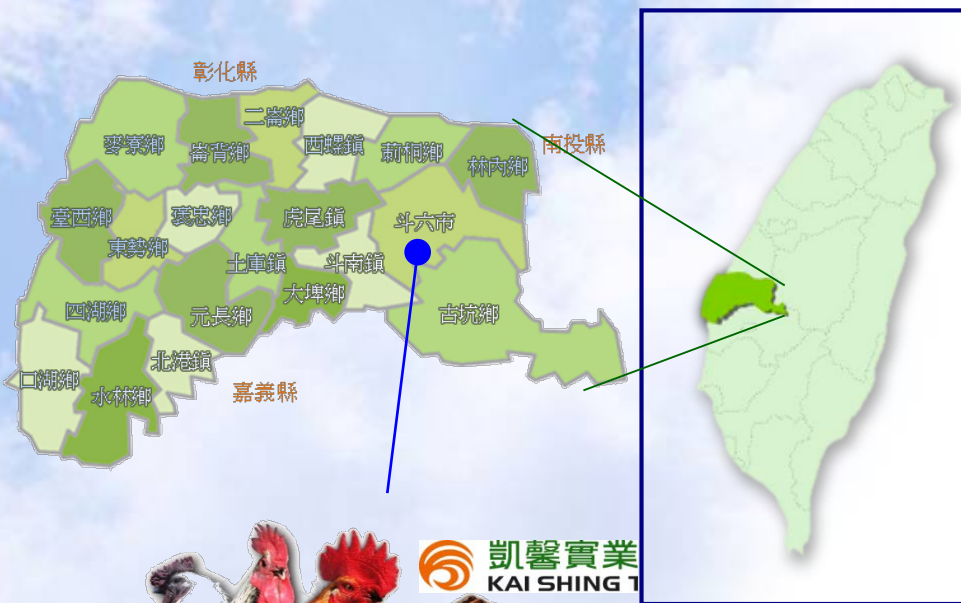 彰化縣
二崙鄉
麥寮鄉
崙背鄉
西螺鎮
莿桐鄉
南投縣
林內鄉
臺西鄉
褒忠鄉
虎尾鎮
斗六市
東勢鄉
土庫鎮
斗南鎮
大埤鄉
四湖鄉
元長鄉
古坑鄉
北港鎮
口湖鄉
水林鄉
嘉義縣
凱馨實業
KAI SHING